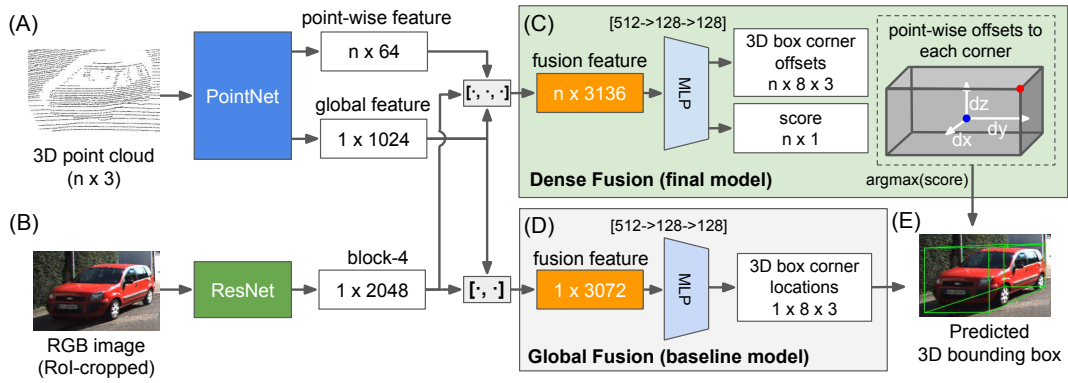 (A)
3D point cloud
(n x 3)
PointNet
point-wise feature
n x 64
global feature
1 x 1024
[·, ·, ·]
(B)
RGB image
(RoI-cropped)
ResNet
block-4
1 x 2048
[·, ·]
(C)
[512->128->128]
fusion feature
n x 3136
MLP
3D box corner
offsets
n x 8 x 3
score
n x 1
point-wise offsets to
each corner
dz
dy
dx
Dense Fusion (final model)
argmax(score)
(D)
[512->128->128]
fusion feature
1 x 3072
MLP
3D box corner
locations
1 x 8 x 3
Global Fusion (baseline model)
(E)
Predicted
3D bounding box